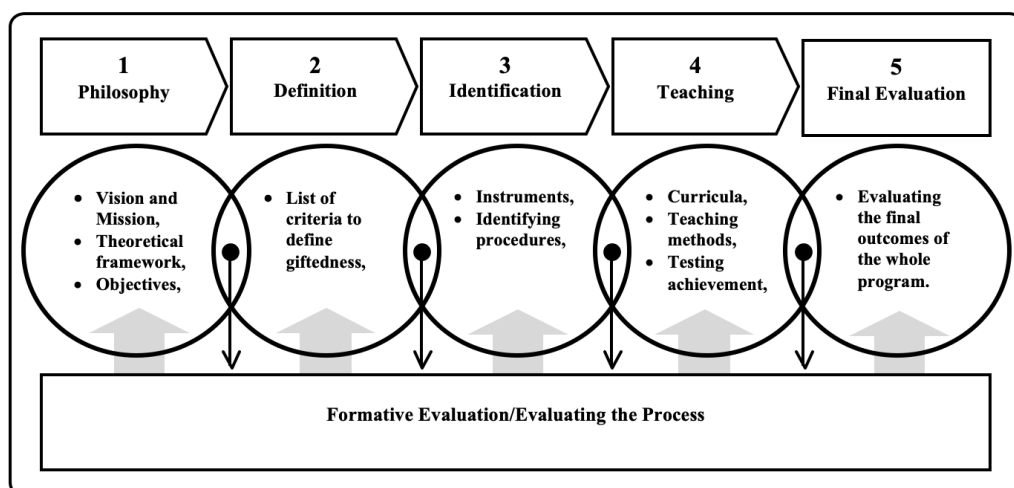 1
Philosophy
2
Definition
3
Identification
4
Teaching
5
Final Evaluation
• Vision and
Mission,
• Theoretical
framework,
• Objectives,
• List of
criteria to
define
giftedness,
• Instruments,
• Identifying
procedures,
• Curricula,
• Teaching
methods,
• Testing
achievement,
• Evaluating
the final
outcomes of
the whole
program.
Formative Evaluation/Evaluating the Process